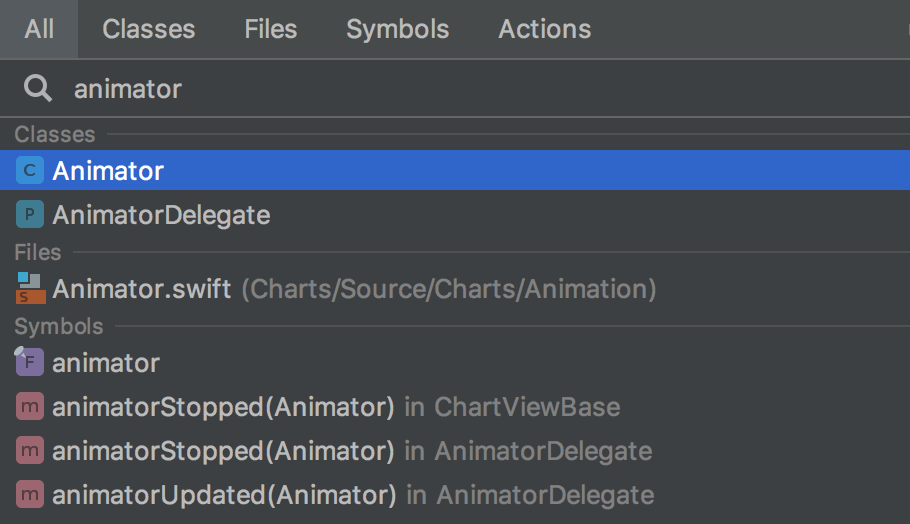 All Classes Files Symbols Actions
animator
Classes
C Animator
P AnimatorDelegate
Files
S Animator.swift (Charts/Source/Charts/Animation)
Symbols
F animator
m animatorStopped(Animator) in ChartViewBase
m animatorStopped(Animator) in AnimatorDelegate
m animatorUpdated(Animator) in AnimatorDelegate